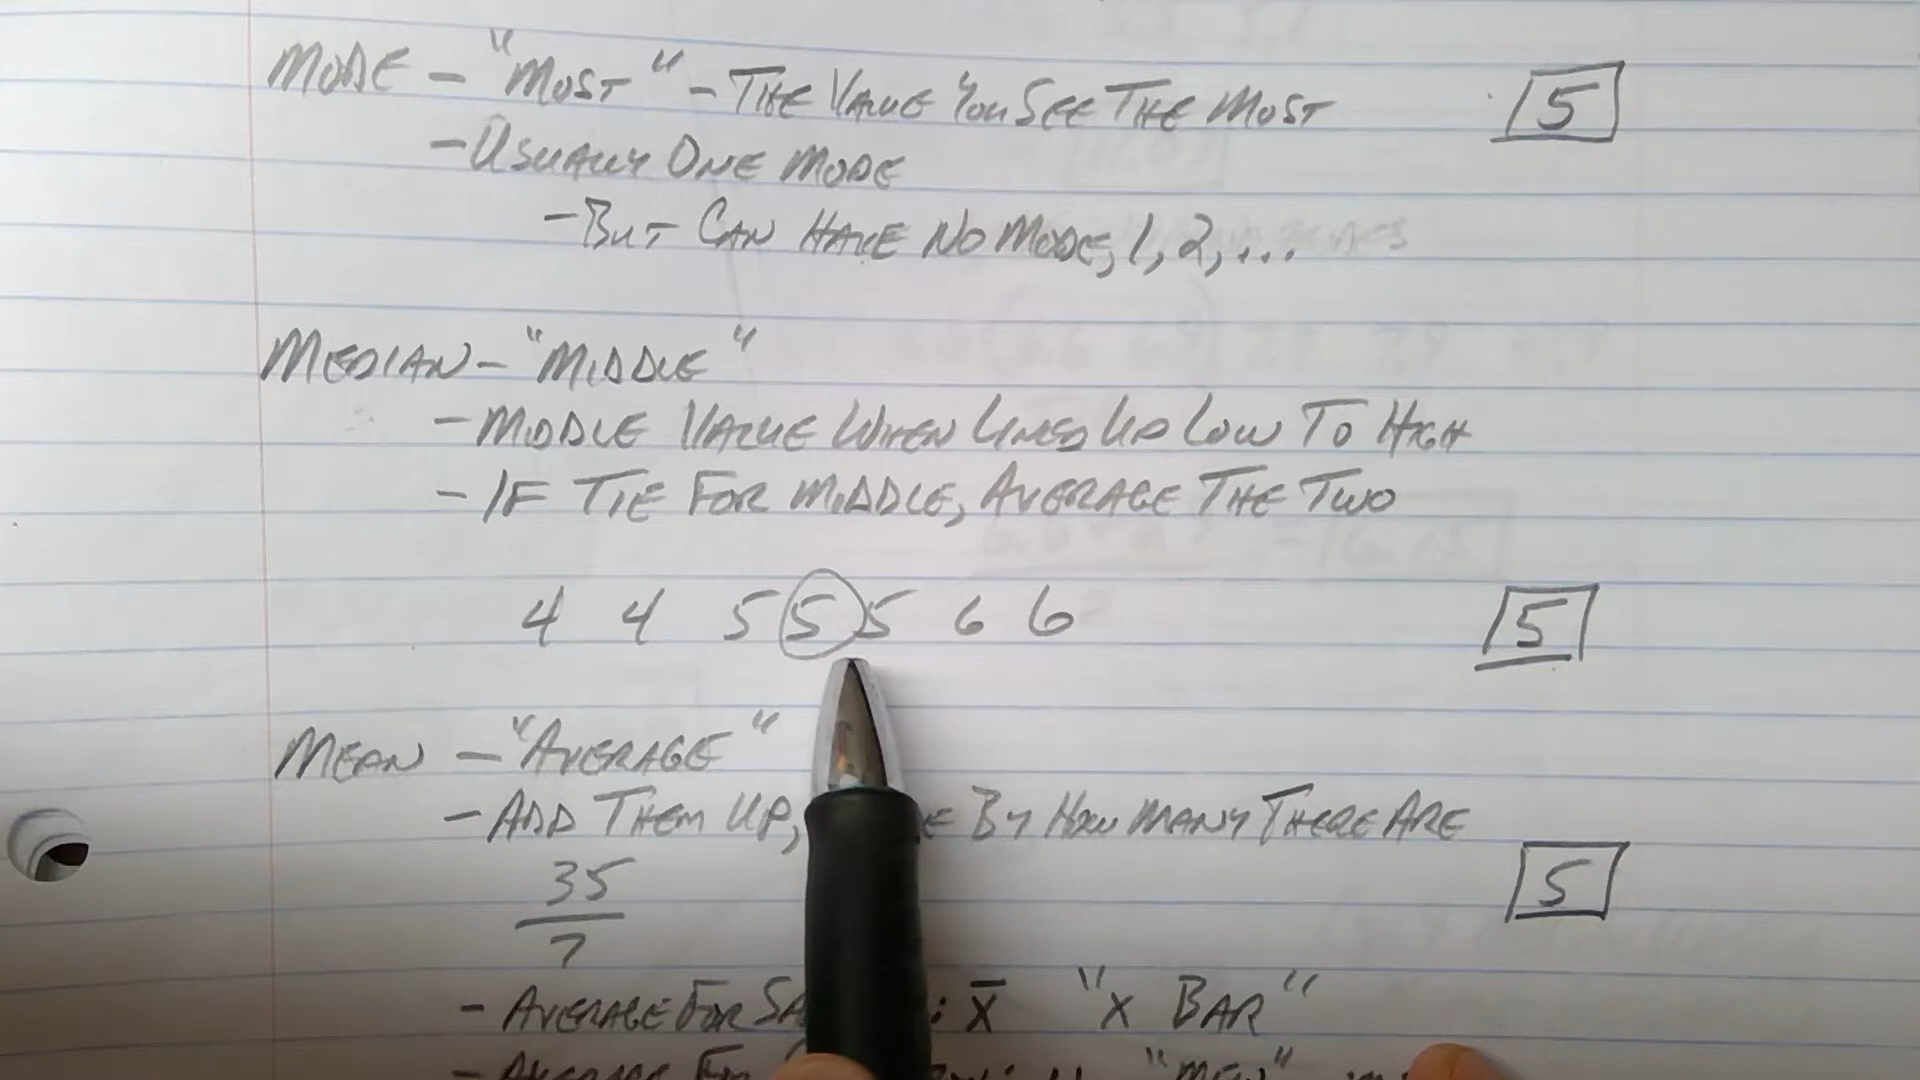 MODE - "MOST" - THE VALUE YOU SEE THE MOST 5
- USUALLY ONE MODE
- BUT CAN HAVE NO MODE, 1, 2, ...
MEDIAN - "MIDDLE"
- MIDDLE VALUE WHEN LINED UP LOW TO HIGH
- IF TIE FOR MIDDLE, AVERAGE THE TWO
4 4 5 5 5 6 6 5
MEAN - "AVERAGE"
- ADD THEM UP, BY HOW MANY THERE ARE
35
7
5
- AVERAGE FOR : x̄ "X BAR"